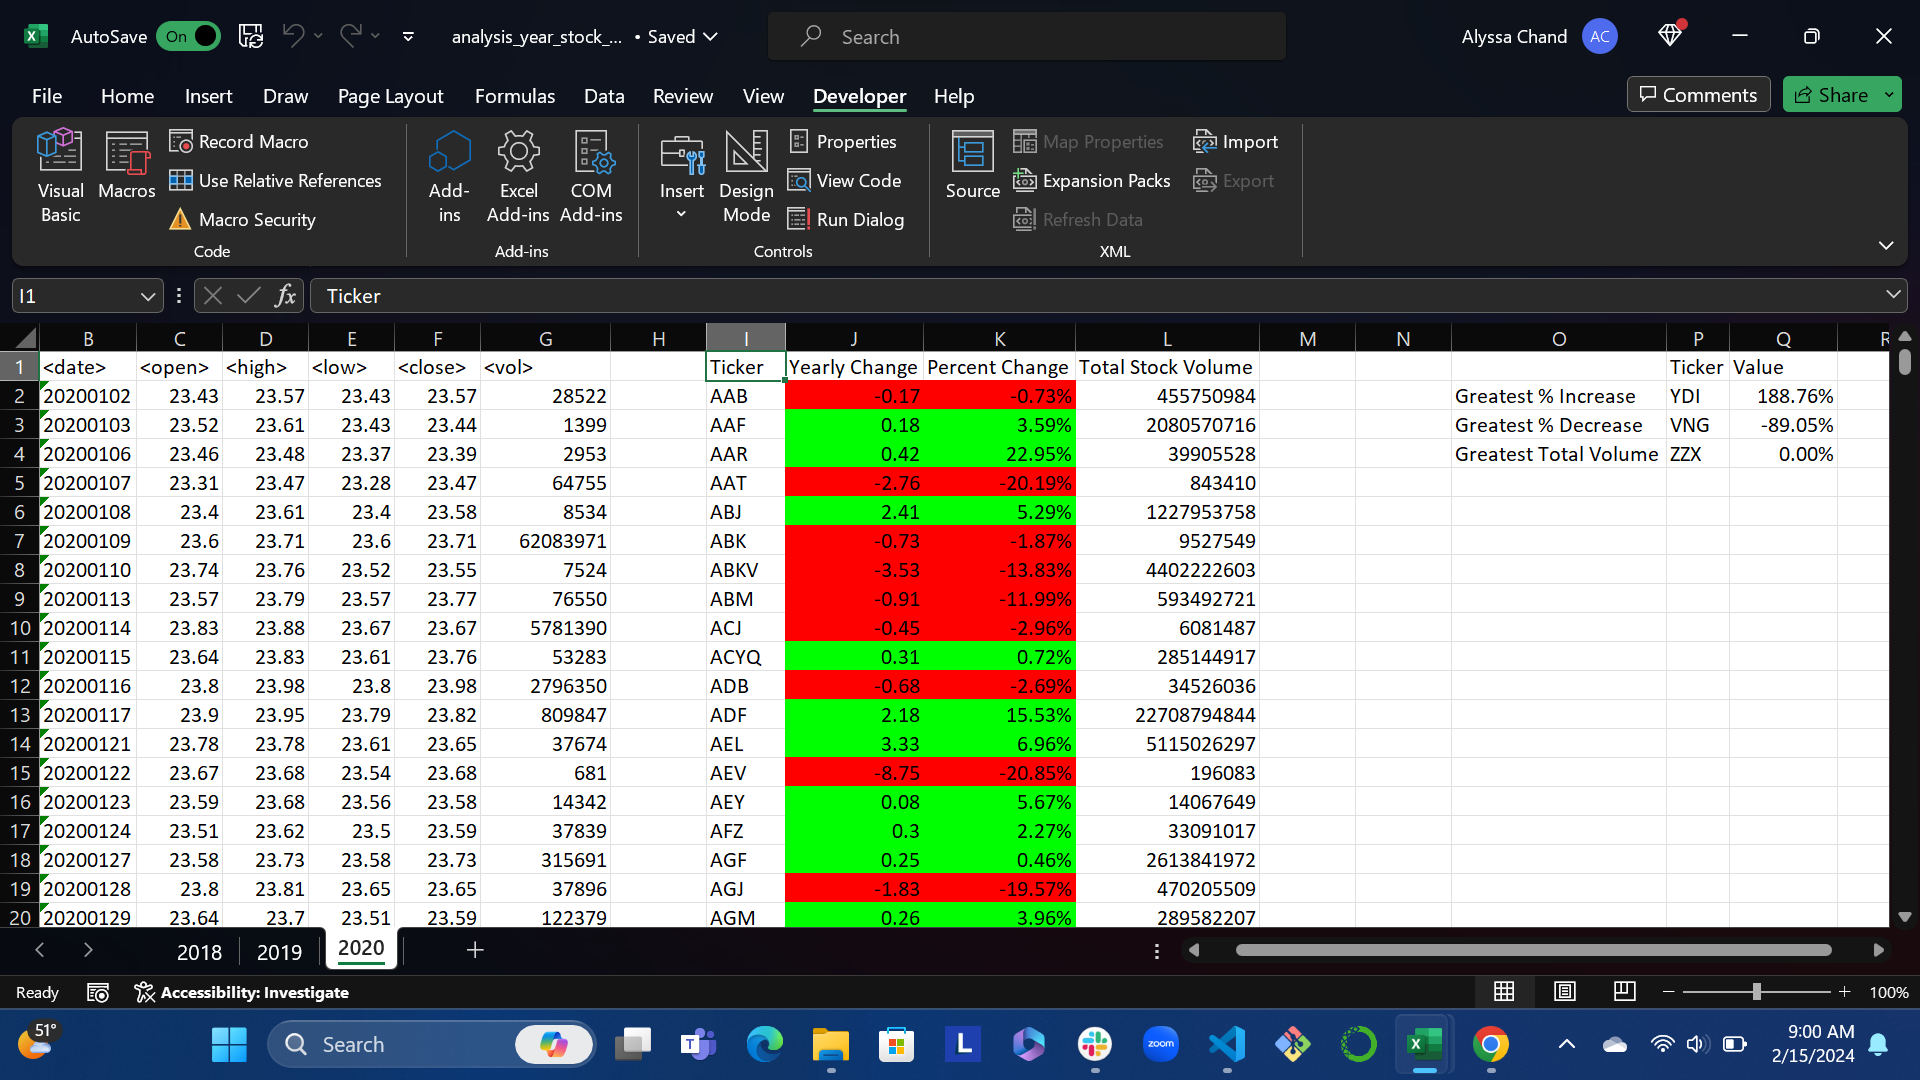 AutoSave On analysis_year_stock_... • Saved Search Alyssa Chand AC
File Home Insert Draw Page Layout Formulas Data Review View Developer Help Comments Share
Visual Basic Macros Record Macro Use Relative References Macro Security Code
Add-ins Excel Add-ins COM Add-ins Add-ins
Insert Design Mode Properties View Code Run Dialog Controls
Source Map Properties Expansion Packs Refresh Data Import Export XML
I1 fx Ticker
B C D E F G H I J K L M N O P Q R
1 <date> <open> <high> <low> <close> <vol> Ticker Yearly Change Percent Change Total Stock Volume Ticker Value
2 20200102 23.43 23.57 23.43 23.57 28522 AAB -0.17 -0.73% 455750984 Greatest % Increase YDI 188.76%
3 20200103 23.52 23.61 23.43 23.44 1399 AAF 0.18 3.59% 2080570716 Greatest % Decrease VNG -89.05%
4 20200106 23.46 23.48 23.37 23.39 2953 AAR 0.42 22.95% 39905528 Greatest Total Volume ZZX 0.00%
5 20200107 23.31 23.47 23.28 23.47 64755 AAT -2.76 -20.19% 843410
6 20200108 23.4 23.61 23.4 23.58 8534 ABJ 2.41 5.29% 1227953758
7 20200109 23.6 23.71 23.6 23.71 62083971 ABK -0.73 -1.87% 9527549
8 20200110 23.74 23.76 23.52 23.55 7524 ABKV -3.53 -13.83% 4402222603
9 20200113 23.57 23.79 23.57 23.77 76550 ABM -0.91 -11.99% 593492721
10 20200114 23.83 23.88 23.67 23.67 5781390 ACJ -0.45 -2.96% 6081487
11 20200115 23.64 23.83 23.61 23.76 53283 ACYQ 0.31 0.72% 285144917
12 20200116 23.8 23.98 23.8 23.98 2796350 ADB -0.68 -2.69% 34526036
13 20200117 23.9 23.95 23.79 23.82 809847 ADF 2.18 15.53% 22708794844
14 20200121 23.78 23.78 23.61 23.65 37674 AEL 3.33 6.96% 5115026297
15 20200122 23.67 23.68 23.54 23.68 681 AEV -8.75 -20.85% 196083
16 20200123 23.59 23.68 23.56 23.58 14342 AEY 0.08 5.67% 14067649
17 20200124 23.51 23.62 23.5 23.59 37839 AFZ 0.3 2.27% 33091017
18 20200127 23.58 23.73 23.58 23.73 315691 AGF 0.25 0.46% 2613841972
19 20200128 23.8 23.81 23.65 23.65 37896 AGJ -1.83 -19.57% 470205509
20 20200129 23.64 23.7 23.51 23.59 122379 AGM 0.26 3.96% 289582207
2018 2019 2020
Ready Accessibility: Investigate 100%
51° Search zoom 9:00 AM
2/15/2024